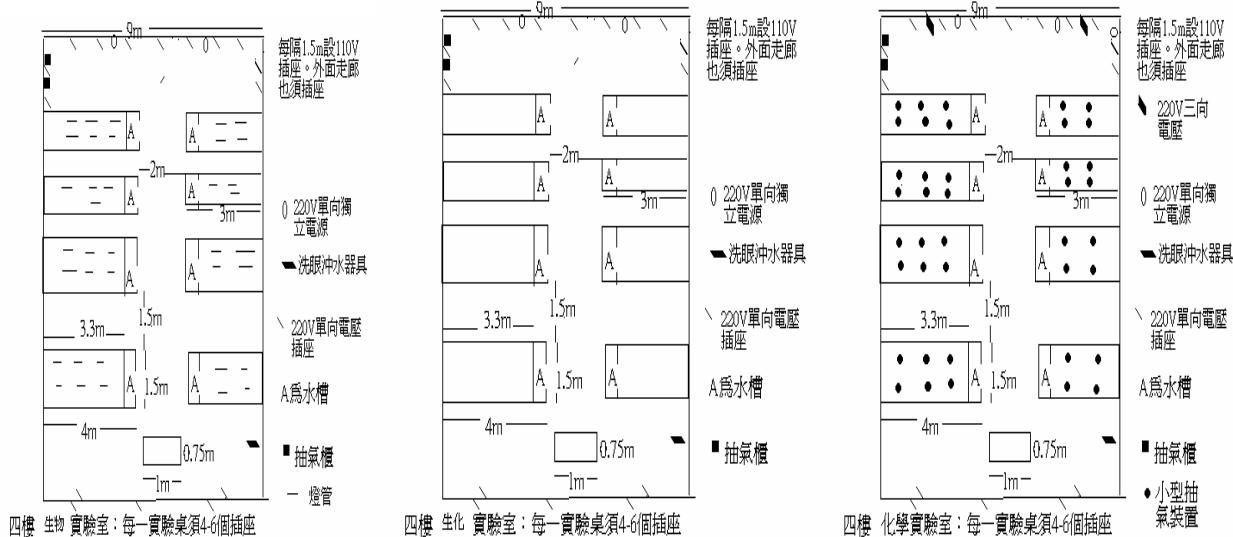 9m
每隔1.5m設110V
插座。外面走廊
也須插座
A
A
2m
A
A
3m
0 220V單向獨
立電源
洗眼沖水器具
A
A
3.3m
1.5m
220V單向電壓
插座
A
A
1.5m
A為水槽
4m
0.75m
抽氣櫃
1m
燈管
四樓 生物 實驗室：每一實驗桌須4-6個插座
9m
每隔1.5m設110V
插座。外面走廊
也須插座
A
A
2m
A
A
3m
0 220V單向獨
立電源
洗眼沖水器具
A
A
3.3m
1.5m
220V單向電壓
插座
A
A
1.5m
A為水槽
4m
0.75m
抽氣櫃
1m
四樓 生化 實驗室：每一實驗桌須4-6個插座
9m
每隔1.5m設110V
插座。外面走廊
也須插座
A
A
220V三向
電壓
2m
A
A
3m
0 220V單向獨
立電源
洗眼沖水器具
A
A
3.3m
1.5m
220V單向電壓
插座
A
A
1.5m
A為水槽
4m
0.75m
抽氣櫃
1m
小型抽
氣裝置
四樓 化學實驗室：每一實驗桌須4-6個插座